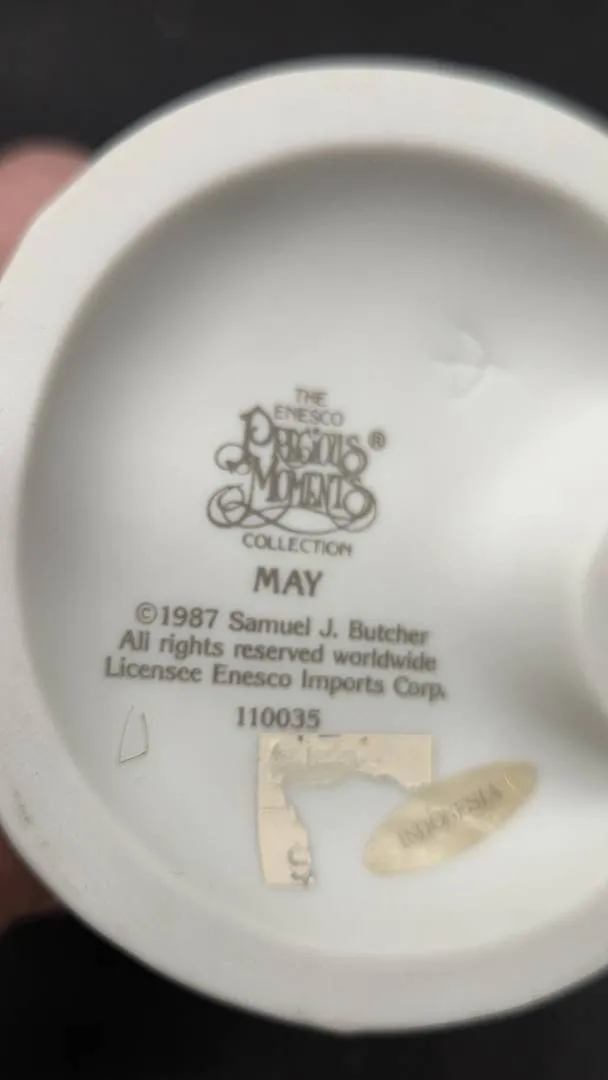 THE
ENESCO
PRECIOUS®
MOMENTS
COLLECTION
MAY
©1987 Samuel J. Butcher
All rights reserved worldwide
Licensee Enesco Imports Corp.
110035
INDONESIA